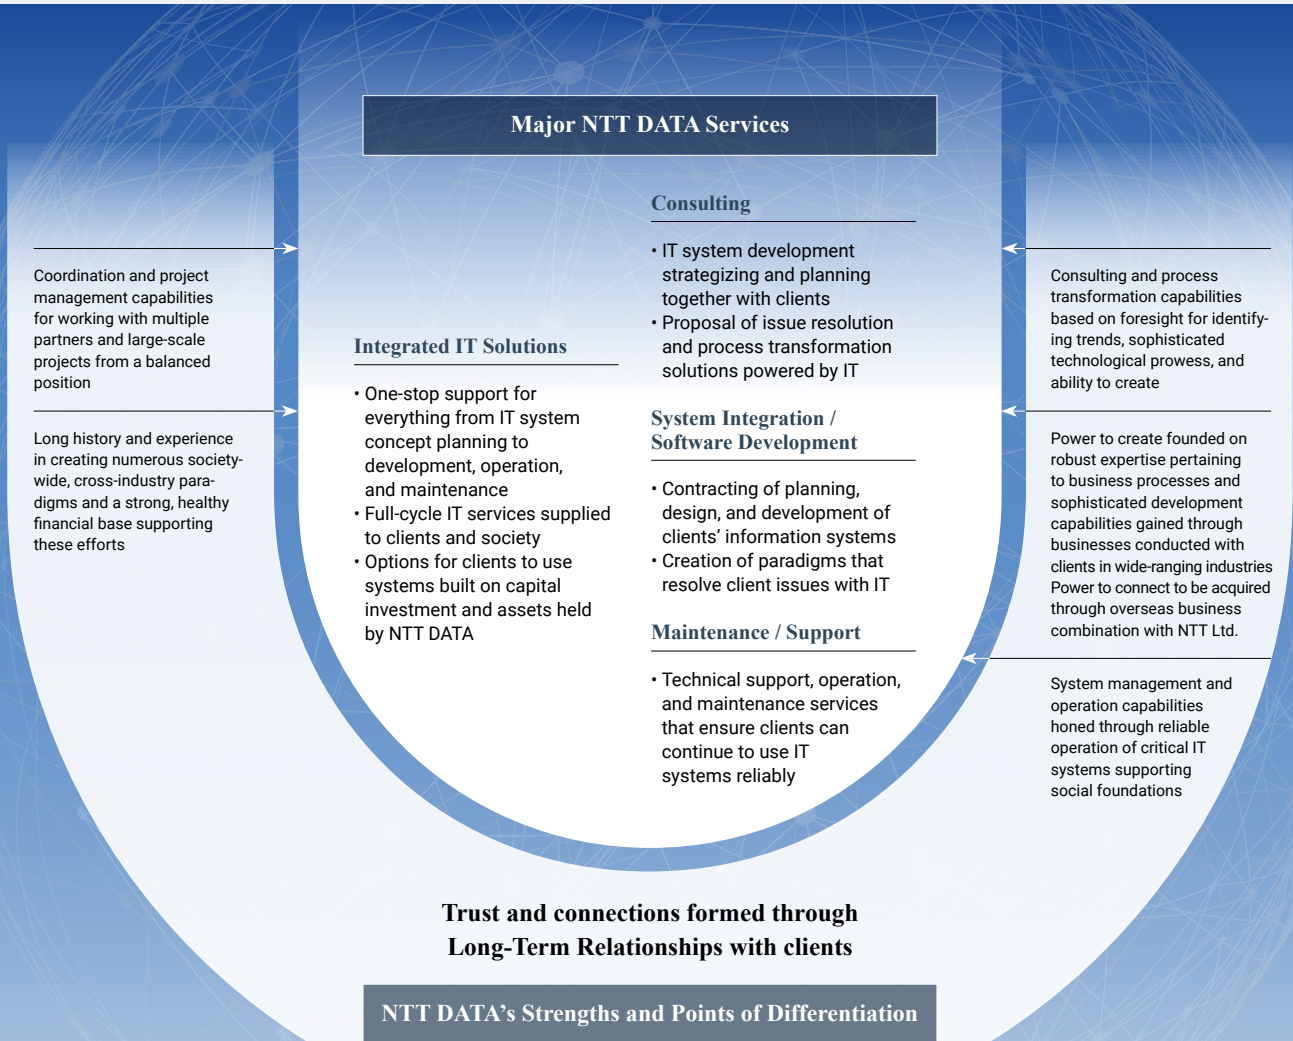 Major NTT DATA Services
Coordination and project
management capabilities
for working with multiple
partners and large-scale
projects from a balanced
position
Long history and experience
in creating numerous society-
wide, cross-industry para-
digms and a strong, healthy
financial base supporting
these efforts
Integrated IT Solutions
• One-stop support for
everything from IT system
concept planning to
development, operation,
and maintenance
• Full-cycle IT services supplied
to clients and society
• Options for clients to use
systems built on capital
investment and assets held
by NTT DATA
Consulting
• IT system development
strategizing and planning
together with clients
• Proposal of issue resolution
and process transformation
solutions powered by IT
System Integration /
Software Development
• Contracting of planning,
design, and development of
clients’ information systems
• Creation of paradigms that
resolve client issues with IT
Maintenance / Support
• Technical support, operation,
and maintenance services
that ensure clients can
continue to use IT
systems reliably
Consulting and process
transformation capabilities
based on foresight for identify-
ing trends, sophisticated
technological prowess, and
ability to create
Power to create founded on
robust expertise pertaining
to business processes and
sophisticated development
capabilities gained through
businesses conducted with
clients in wide-ranging industries
Power to connect to be acquired
through overseas business
combination with NTT Ltd.
System management and
operation capabilities
honed through reliable
operation of critical IT
systems supporting
social foundations
Trust and connections formed through
Long-Term Relationships with clients
NTT DATA’s Strengths and Points of Differentiation